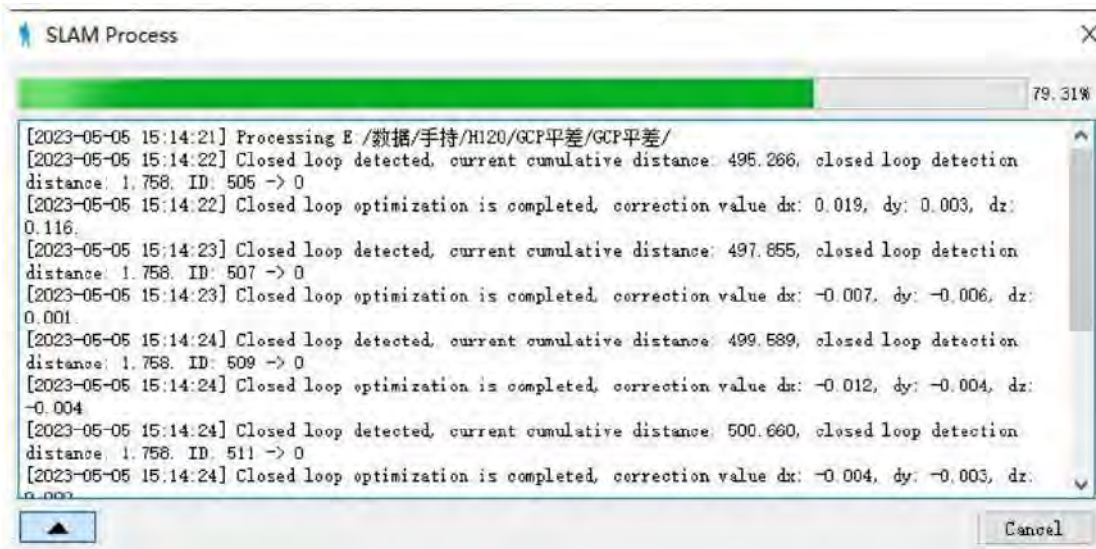 SLAM Process
79.31%
[2023-05-05 15:14:21] Processing E:/数据/手持/H120/GCP平差/GCP平差/
[2023-05-05 15:14:22] Closed loop detected, current cumulative distance: 495.266, closed loop detection
distance: 1.758. ID: 505 -> 0
[2023-05-05 15:14:22] Closed loop optimization is completed, correction value dx: 0.019, dy: 0.003, dz:
0.116.
[2023-05-05 15:14:23] Closed loop detected, current cumulative distance: 497.855, closed loop detection
distance: 1.758. ID: 507 -> 0
[2023-05-05 15:14:23] Closed loop optimization is completed, correction value dx: -0.007, dy: -0.006, dz:
0.001.
[2023-05-05 15:14:24] Closed loop detected, current cumulative distance: 499.589, closed loop detection
distance: 1.758. ID: 509 -> 0
[2023-05-05 15:14:24] Closed loop optimization is completed, correction value dx: -0.012, dy: -0.004, dz:
-0.004.
[2023-05-05 15:14:24] Closed loop detected, current cumulative distance: 500.660, closed loop detection
distance: 1.758. ID: 511 -> 0
[2023-05-05 15:14:24] Closed loop optimization is completed, correction value dx: -0.004, dy: -0.003, dz:
Cancel